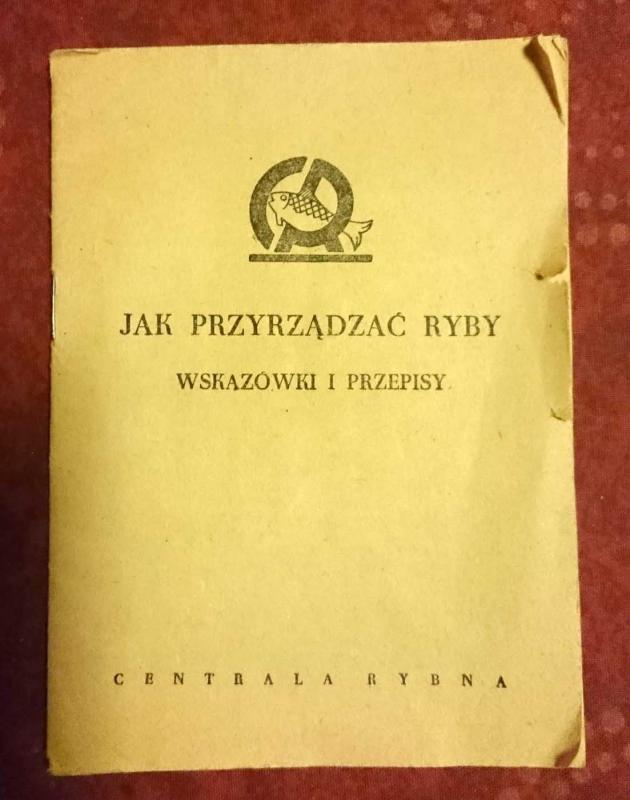 JAK PRZYRZĄDZAĆ RYBY
WSKAZÓWKI I PRZEPISY
CENTRALA RYBNA